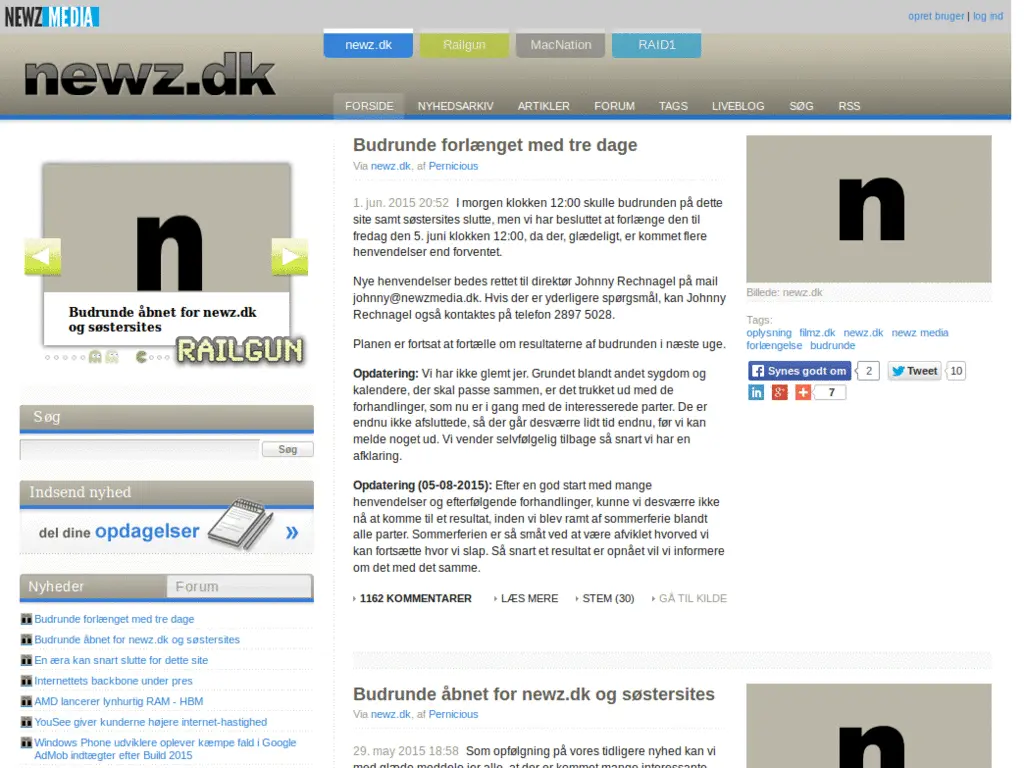 NEWZ MEDIA
opret bruger | log ind
newz.dk
newz.dk Railgun MacNation RAID1
FORSIDE NYHEDSARKIV ARTIKLER FORUM TAGS LIVEBLOG SØG RSS
n
Budrunde åbnet for newz.dk
og søstersites
RAILGUN
Søg
Søg
Indsend nyhed
del dine opdagelser »
Nyheder Forum
Budrunde forlænget med tre dage
Budrunde åbnet for newz.dk og søstersites
En æra kan snart slutte for dette site
Internettets backbone under pres
AMD lancerer lynhurtig RAM - HBM
YouSee giver kunderne højere internet-hastighed
Windows Phone udviklere oplever kæmpe fald i Google
AdMob indtægter efter Build 2015
Budrunde forlænget med tre dage
Via newz.dk, af Pernicious
1. jun. 2015 20:52 I morgen klokken 12:00 skulle budrunden på dette
site samt søstersites slutte, men vi har besluttet at forlænge den til
fredag den 5. juni klokken 12:00, da der, glædeligt, er kommet flere
henvendelser end forventet.
Nye henvendelser bedes rettet til direktør Johnny Rechnagel på mail
johnny@newzmedia.dk. Hvis der er yderligere spørgsmål, kan Johnny
Rechnagel også kontaktes på telefon 2897 5028.
Planen er fortsat at fortælle om resultaterne af budrunden i næste uge.
Opdatering: Vi har ikke glemt jer. Grundet blandt andet sygdom og
kalendere, der skal passe sammen, er det trukket ud med de
forhandlinger, som nu er i gang med de interesserede parter. De er
endnu ikke afsluttede, så der går desværre lidt tid endnu, før vi kan
melde noget ud. Vi vender selvfølgelig tilbage så snart vi har en
afklaring.
Opdatering (05-08-2015): Efter en god start med mange
henvendelser og efterfølgende forhandlinger, kunne vi desværre ikke
nå at komme til et resultat, inden vi blev ramt af sommerferie blandt
alle parter. Sommerferien er så småt ved at være afviklet hvorved vi
kan fortsætte hvor vi slap. Så snart et resultat er opnået vil vi informere
om det med det samme.
1162 KOMMENTARER LÆS MERE STEM (30) GÅ TIL KILDE
n
Billede: newz.dk
Tags:
oplysning filmz.dk newz.dk newz media
forlængelse budrunde
Synes godt om 2 Tweet 10
in g+ + 7
Budrunde åbnet for newz.dk og søstersites
Via newz.dk, af Pernicious
29. may 2015 18:58 Som opfølgning på vores tidligere nyhed kan vi
med glæde meddele jer alle, at der er kommet mange interessante
n